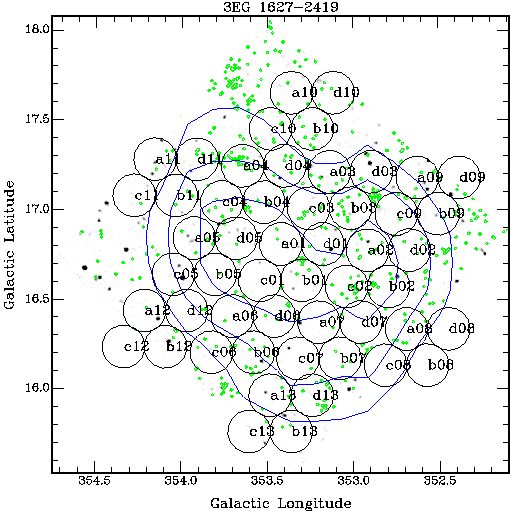 3EG 1627-2419
18.0
a10 d10
17.5
c10 b10
a11 d11 a04 d04 a03 d03 a09 d09
c11 b11 c04 b04 c03 b03 c09 b09
17.0
a05 d05 a01 d01 a02 d02
c05 b05 c01 b01 c02 b02
16.5
a12 d12 a06 d06 a07 d07 a08 d08
c12 b12 c06 b06 c07 b07 c08 b08
16.0
a13 d13
c13 b13
354.5 354.0 353.5 353.0 352.5
Galactic Longitude
Galactic Latitude